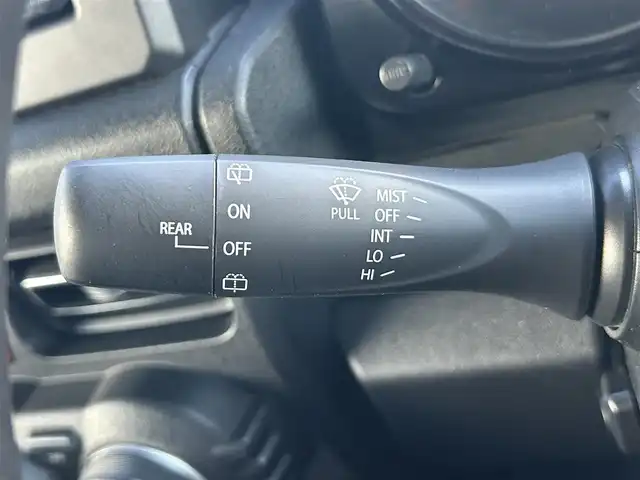 REAR
ON
OFF
PULL
MIST
OFF
INT
LO
HI